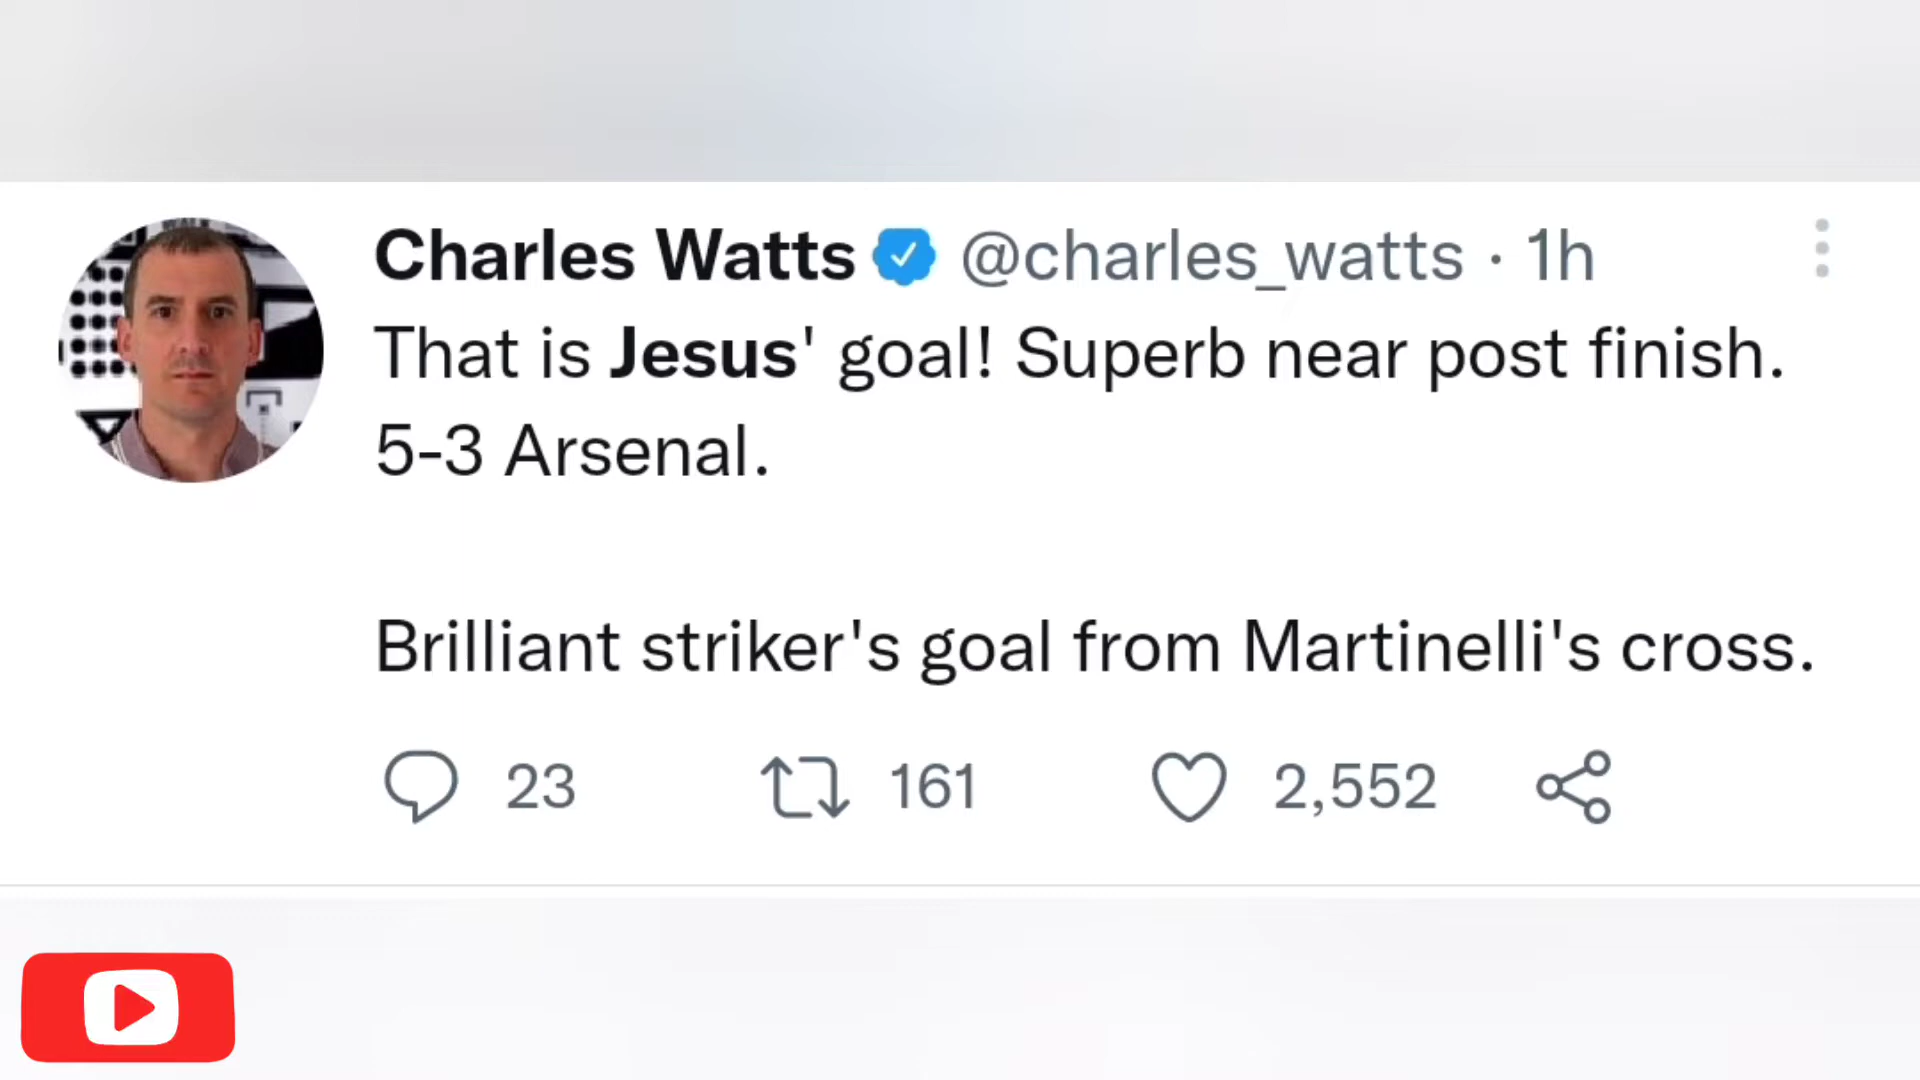 Charles Watts @charles_watts · 1h
That is Jesus' goal! Superb near post finish.
5-3 Arsenal.
Brilliant striker's goal from Martinelli's cross.
23 161 2,552